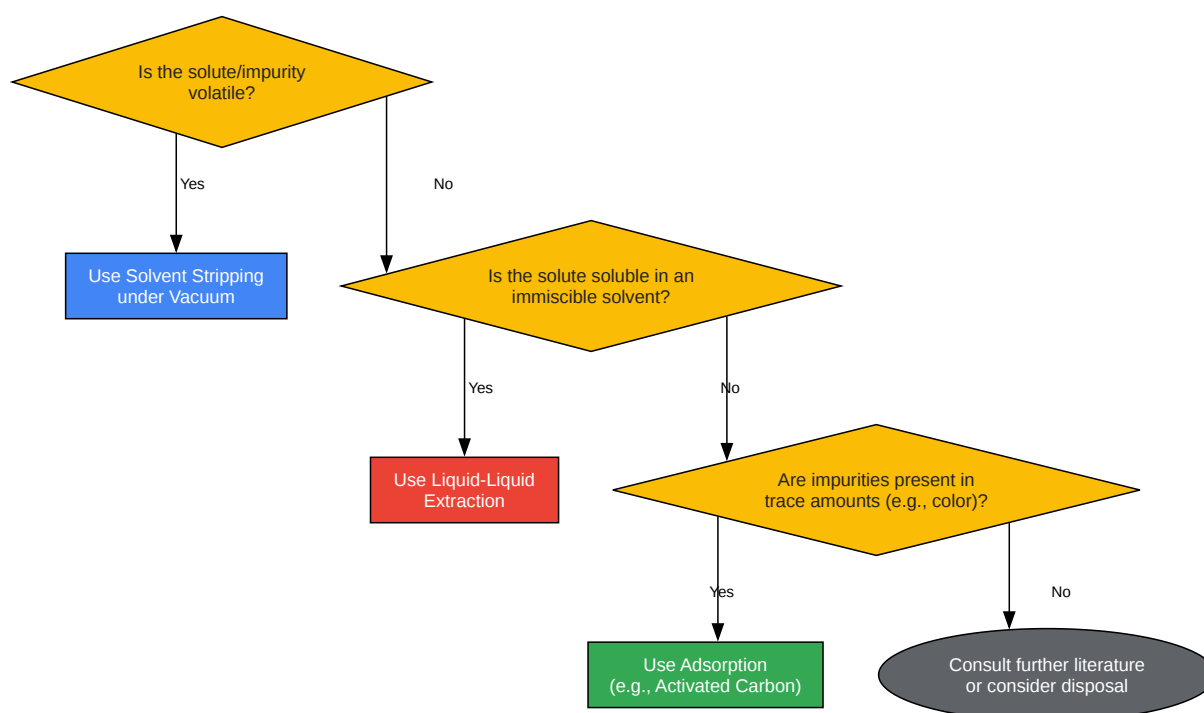 Is the solute/impurity
volatile?
Yes
No
Use Solvent Stripping
under Vacuum
Is the solute soluble in an
immiscible solvent?
Yes
No
Use Liquid-Liquid
Extraction
Are impurities present in
trace amounts (e.g., color)?
Yes
No
Use Adsorption
(e.g., Activated Carbon)
Consult further literature
or consider disposal